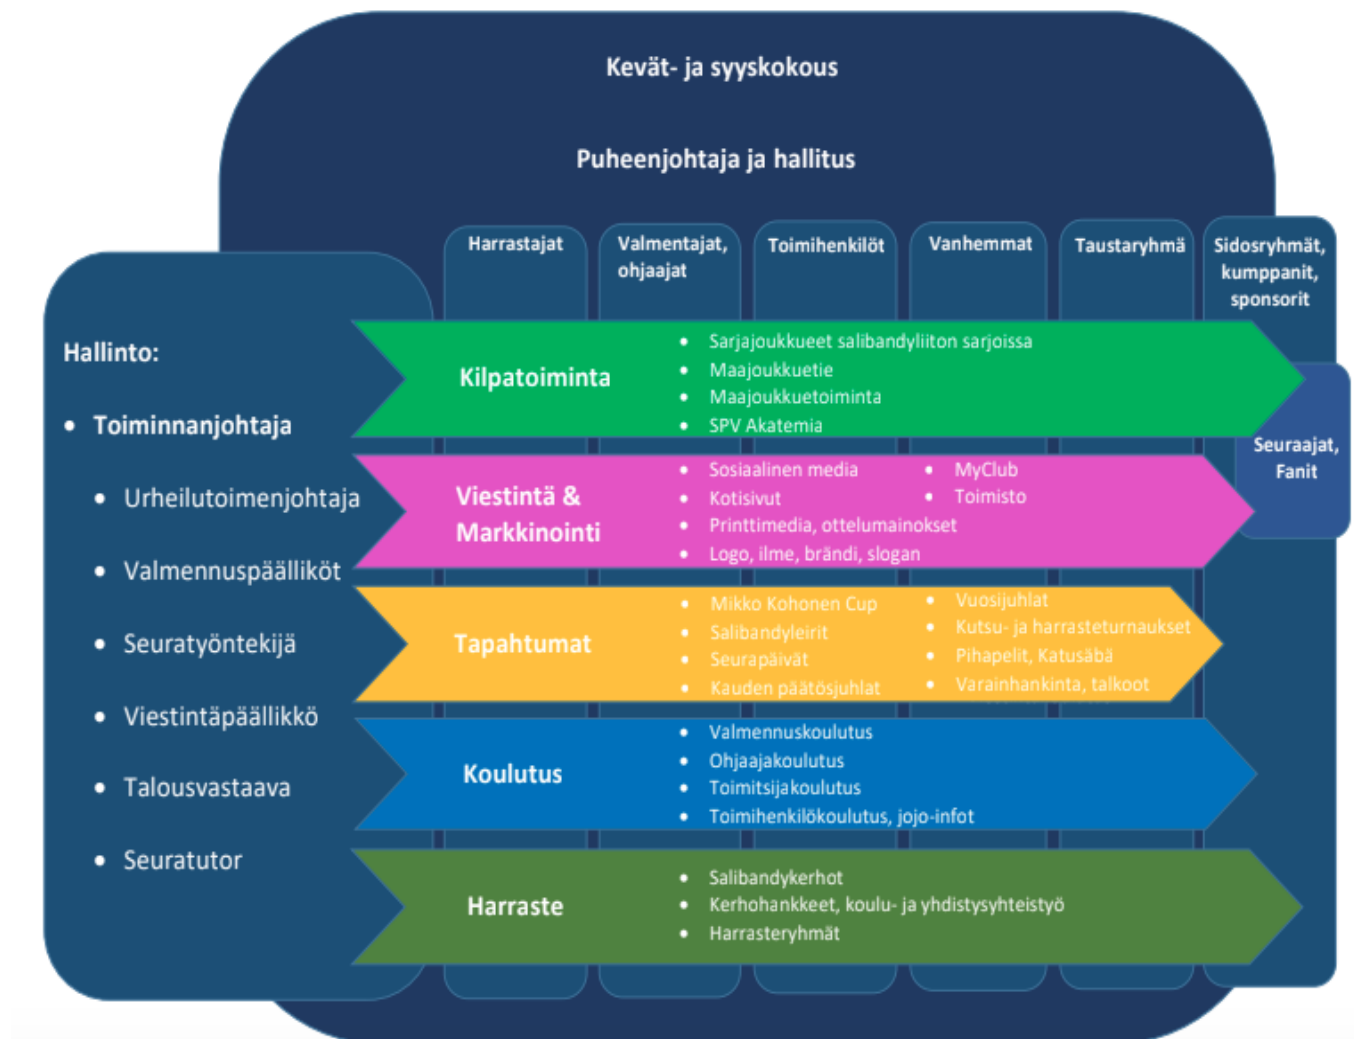 Kevät- ja syyskokous
Puheenjohtaja ja hallitus
Harrastajat
Valmentajat,
ohjaajat
Toimihenkilöt
Vanhemmat
Taustaryhmä
Sidosryhmät,
kumppanit,
sponsorit
Seuraajat,
Fanit
Hallinto:
• Toiminnanjohtaja
• Urheilutoimenjohtaja
• Valmennuspäälliköt
• Seuratyöntekijä
• Viestintäpäällikkö
• Talousvastaava
• Seuratutor
Kilpatoiminta
• Sarjajoukkueet salibandyliiton sarjoissa
• Maajoukkuetie
• Maajoukkuetoiminta
• SPV Akatemia
Viestintä &
Markkinointi
• Sosiaalinen media
• Kotisivut
• Printtimedia, ottelumainokset
• Logo, ilme, brändi, slogan
• MyClub
• Toimisto
Tapahtumat
• Mikko Kohonen Cup
• Salibandyleirit
• Seurapäivät
• Kauden päätösjuhlat
• Vuosijuhlat
• Kutsu- ja harrasteturnaukset
• Pihapelit, Katusäbä
• Varainhankinta, talkoot
Koulutus
• Valmennuskoulutus
• Ohjaajakoulutus
• Toimitsijakoulutus
• Toimihenkilökoulutus, jojo-infot
Harraste
• Salibandykerhot
• Kerhohankkeet, koulu- ja yhdistysyhteistyö
• Harrasteryhmät